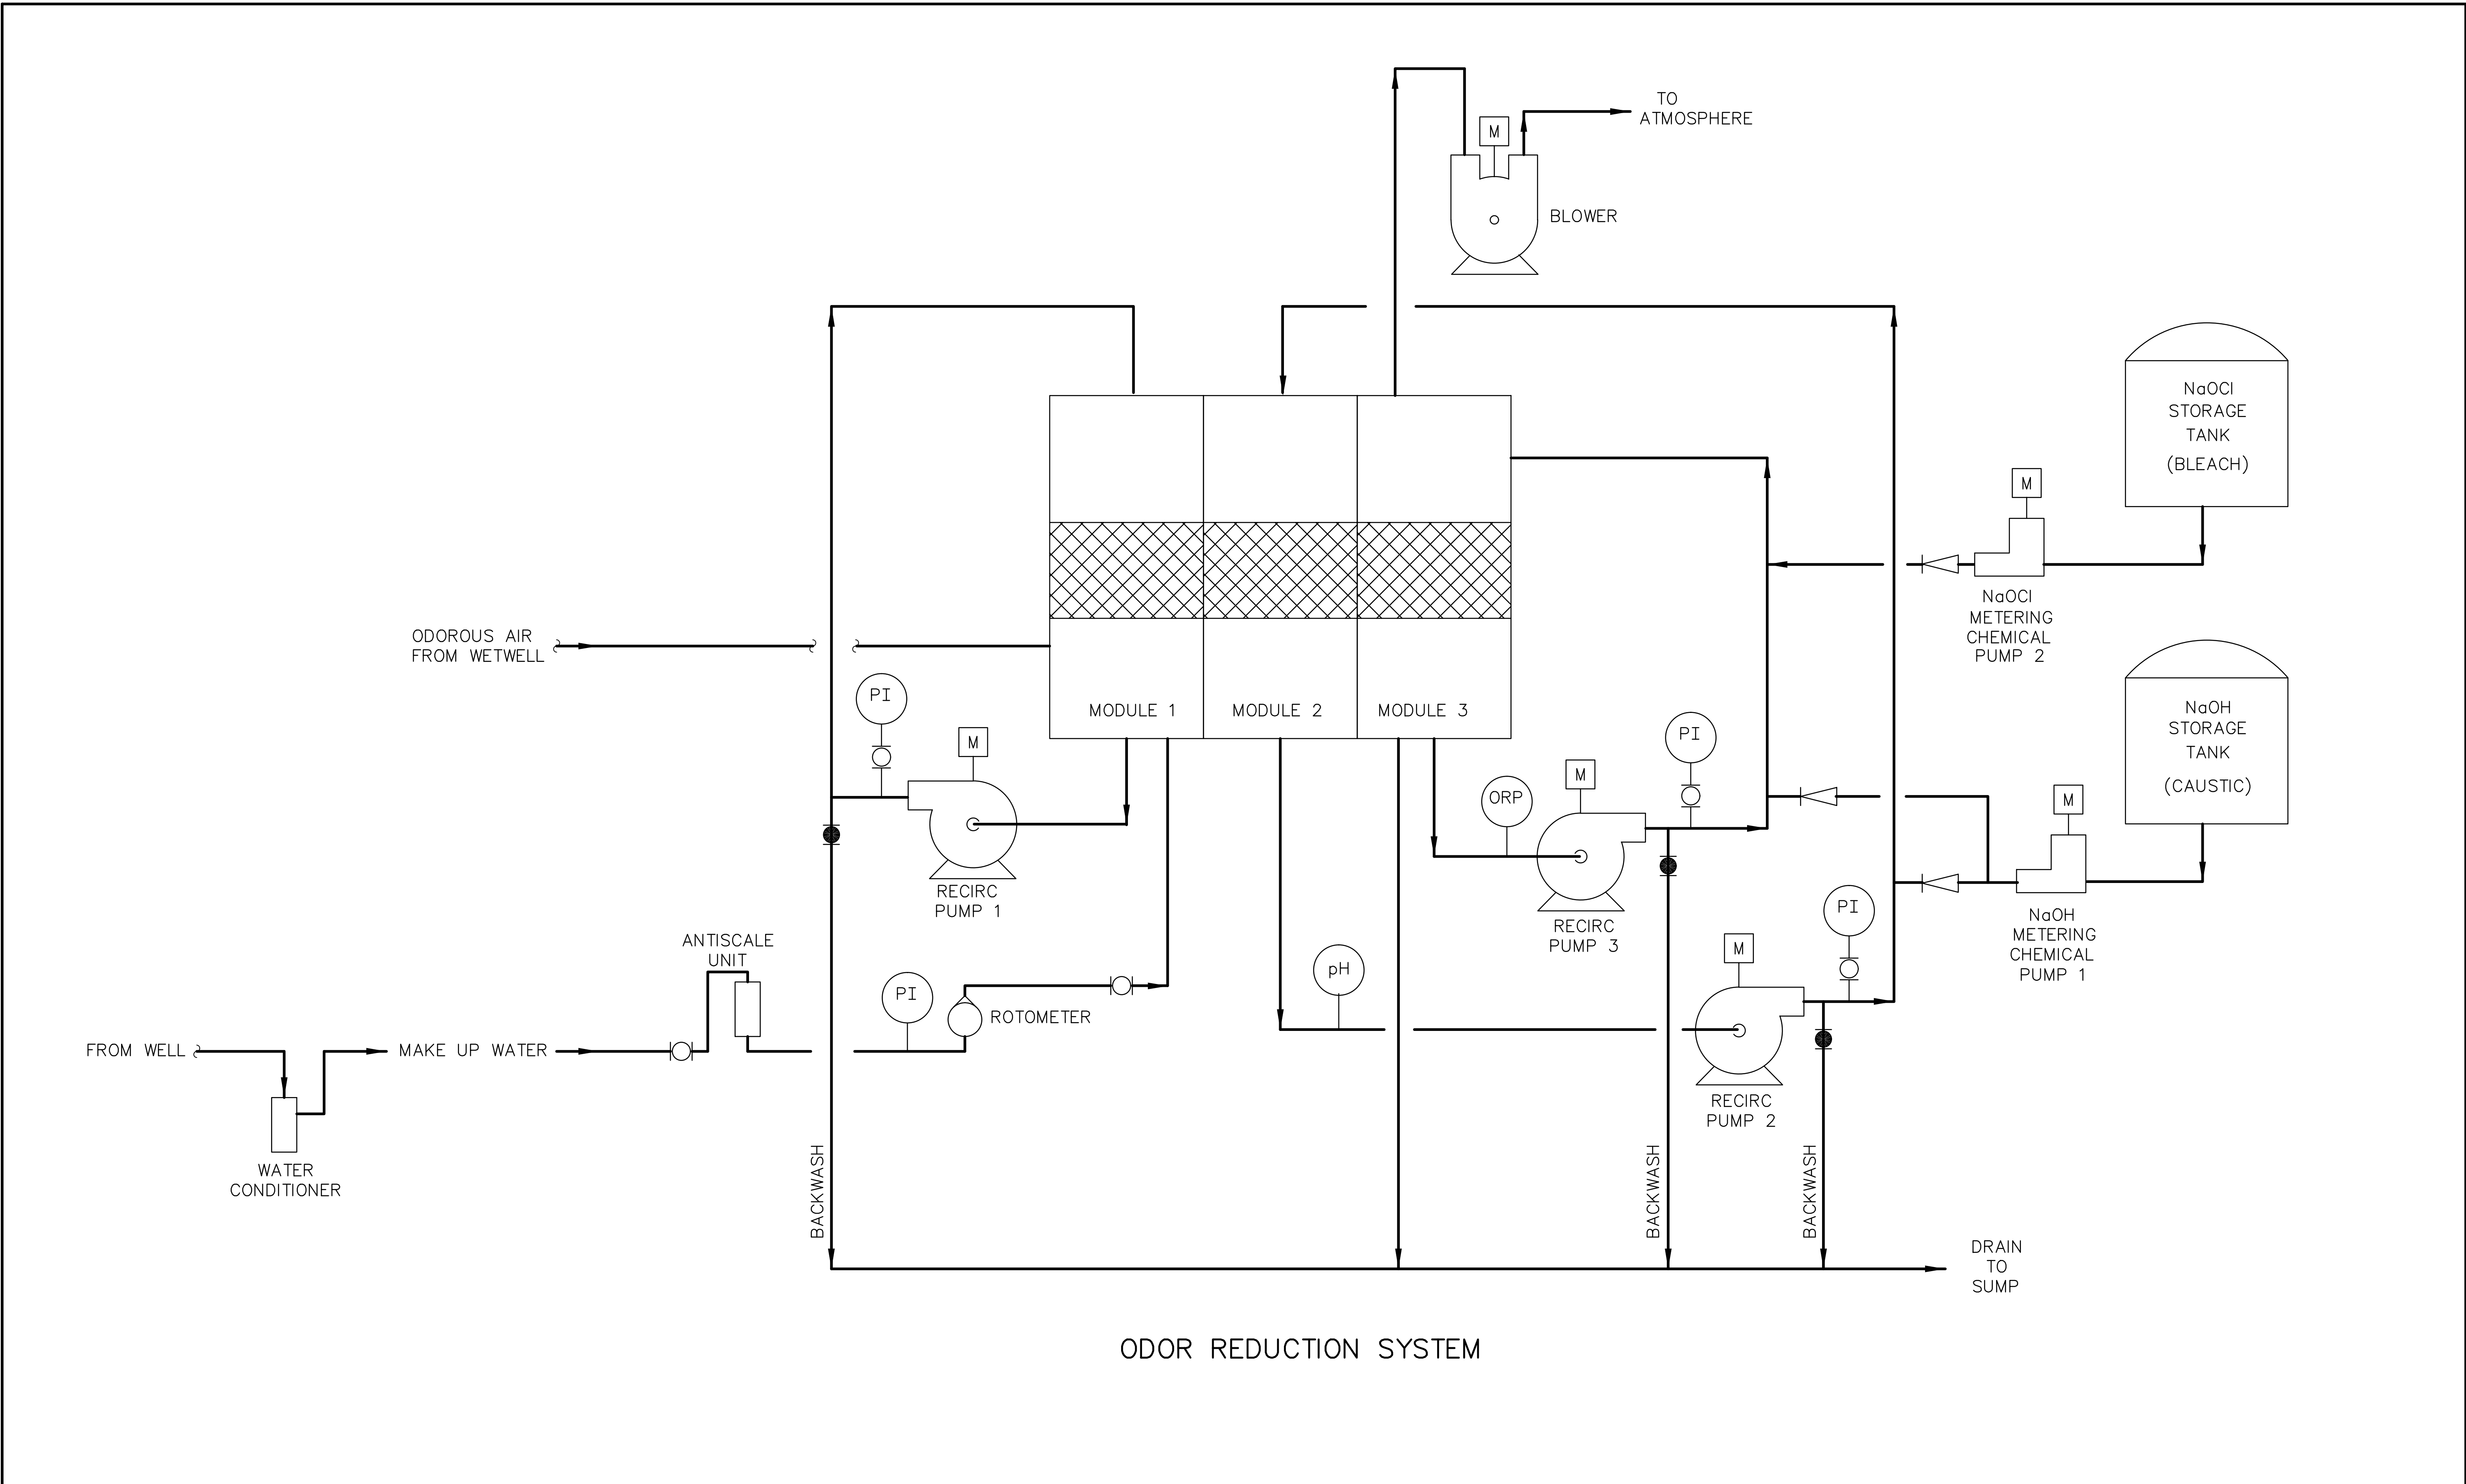 TO
ATMOSPHERE
M
BLOWER
NaOCl
STORAGE
TANK
(BLEACH)
M
NaOCl
METERING
CHEMICAL
PUMP 2
ODOROUS AIR
FROM WETWELL
MODULE 1
MODULE 2
MODULE 3
PI
M
RECIRC
PUMP 1
PI
M
ORP
RECIRC
PUMP 3
NaOH
STORAGE
TANK
(CAUSTIC)
M
NaOH
METERING
CHEMICAL
PUMP 1
PI
M
RECIRC
PUMP 2
pH
ANTISCALE
UNIT
PI
ROTOMETER
FROM WELL
MAKE UP WATER
WATER
CONDITIONER
BACKWASH
BACKWASH
BACKWASH
DRAIN
TO
SUMP
ODOR REDUCTION SYSTEM